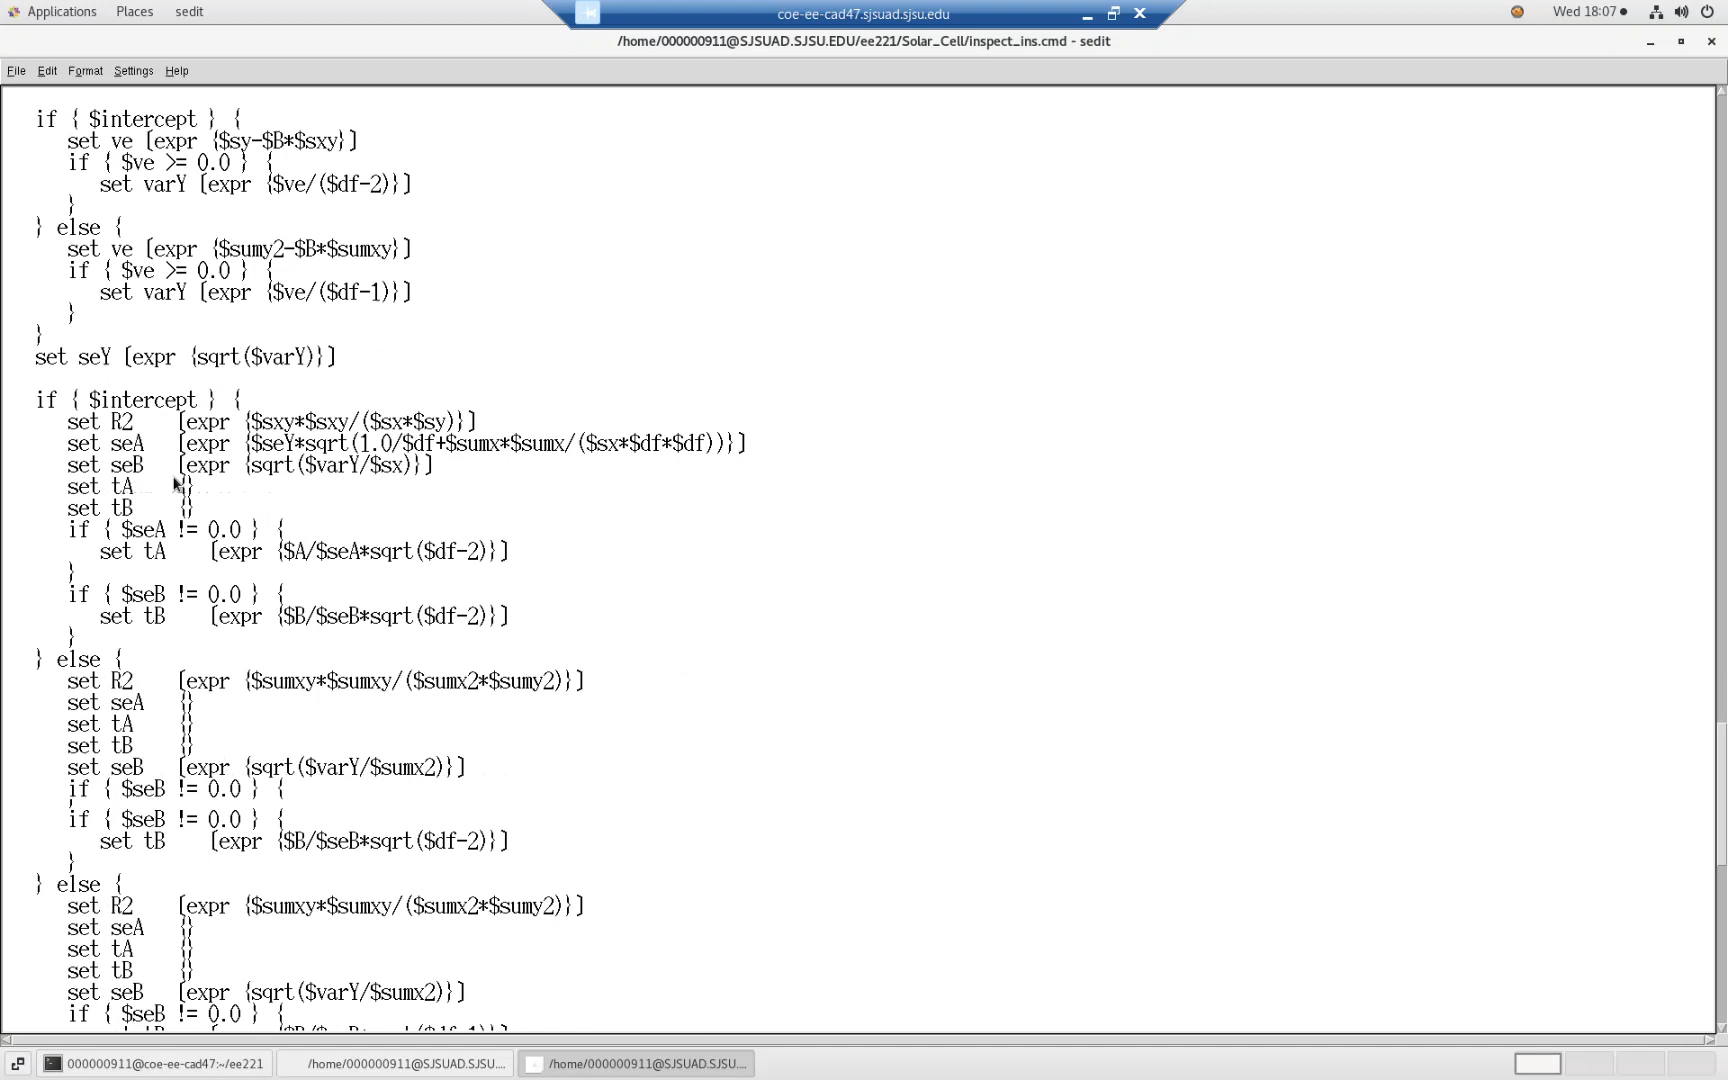 Applications Places sedit
coe-ee-cad47.sjsuad.sjsu.edu
Wed 18:07
/home/000000911@SJSUAD.SJSU.EDU/ee221/Solar_Cell/inspect_ins.cmd - sedit
File Edit Format Settings Help
if { $intercept } {
set ve [expr {$sy-$B*$sxy}]
if { $ve >= 0.0 } {
set varY [expr {$ve/($df-2)}]
}
} else {
set ve [expr {$sumy2-$B*$sumxy}]
if { $ve >= 0.0 } {
set varY [expr {$ve/($df-1)}]
}
}
set seY [expr {sqrt($varY)}]
if { $intercept } {
set R2 [expr {$sxy*$sxy/($sx*$sy)}]
set seA [expr {$seY*sqrt(1.0/$df+$sumx*$sumx/($sx*$df*$df))}]
set seB [expr {sqrt($varY/$sx)}]
set tA {}
set tB {}
if { $seA != 0.0 } {
set tA [expr {$A/$seA*sqrt($df-2)}]
}
if { $seB != 0.0 } {
set tB [expr {$B/$seB*sqrt($df-2)}]
}
} else {
set R2 [expr {$sumxy*$sumxy/($sumx2*$sumy2)}]
set seA {}
set tA {}
set tB {}
set seB [expr {sqrt($varY/$sumx2)}]
if { $seB != 0.0 } {
if { $seB != 0.0 } {
set tB [expr {$B/$seB*sqrt($df-2)}]
}
} else {
set R2 [expr {$sumxy*$sumxy/($sumx2*$sumy2)}]
set seA {}
set tA {}
set tB {}
set seB [expr {sqrt($varY/$sumx2)}]
if { $seB != 0.0 } {
000000911@coe-ee-cad47:~/ee221 /home/000000911@SJSUAD.SJSU.... /home/000000911@SJSUAD.SJSU....